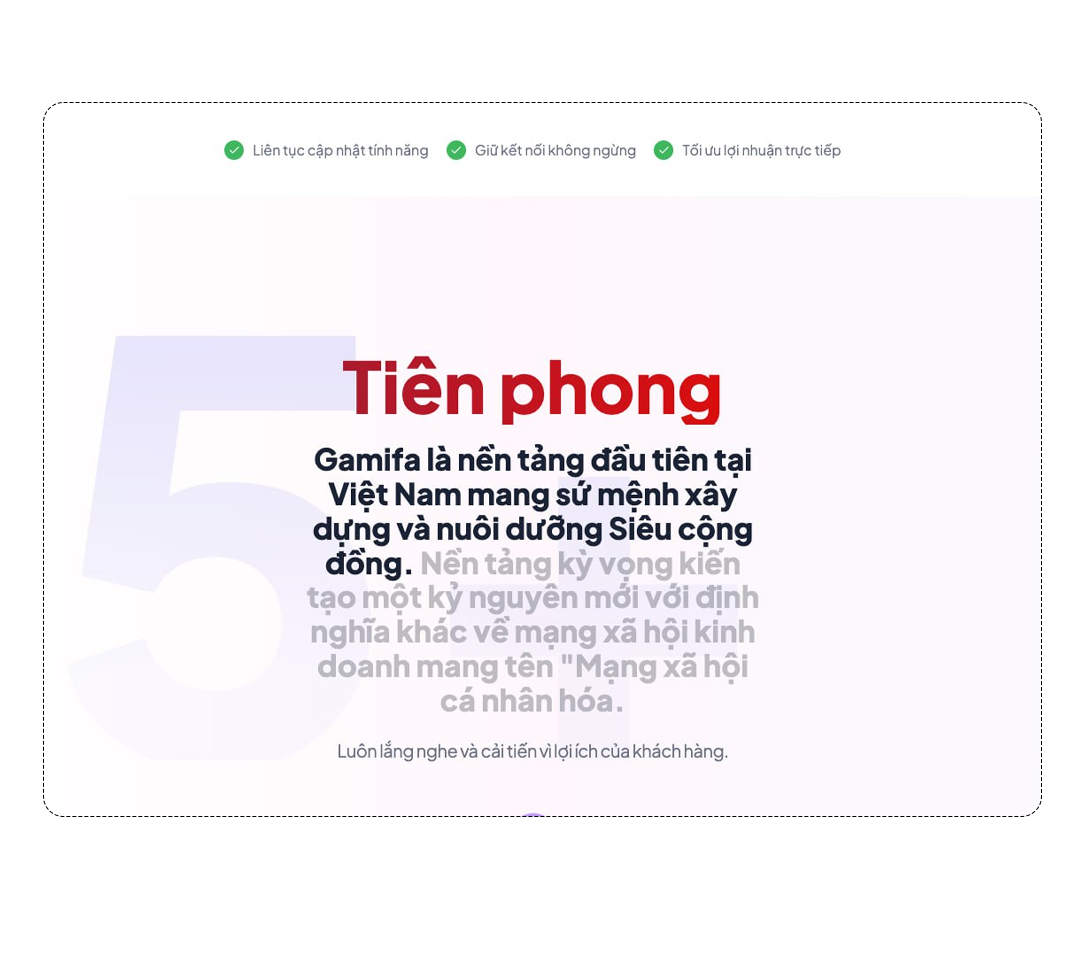 Liên tục cập nhật tính năng
Giữ kết nối không ngừng
Tối ưu lợi nhuận trực tiếp
5+
Tiên phong
Gamifa là nền tảng đầu tiên tại
Việt Nam mang sứ mệnh xây
dựng và nuôi dưỡng Siêu cộng
đồng. Nền tảng kỳ vọng kiến
tạo một kỷ nguyên mới với định
nghĩa khác về mạng xã hội kinh
doanh mang tên "Mạng xã hội
cá nhân hóa.
Luôn lắng nghe và cải tiến vì lợi ích của khách hàng.